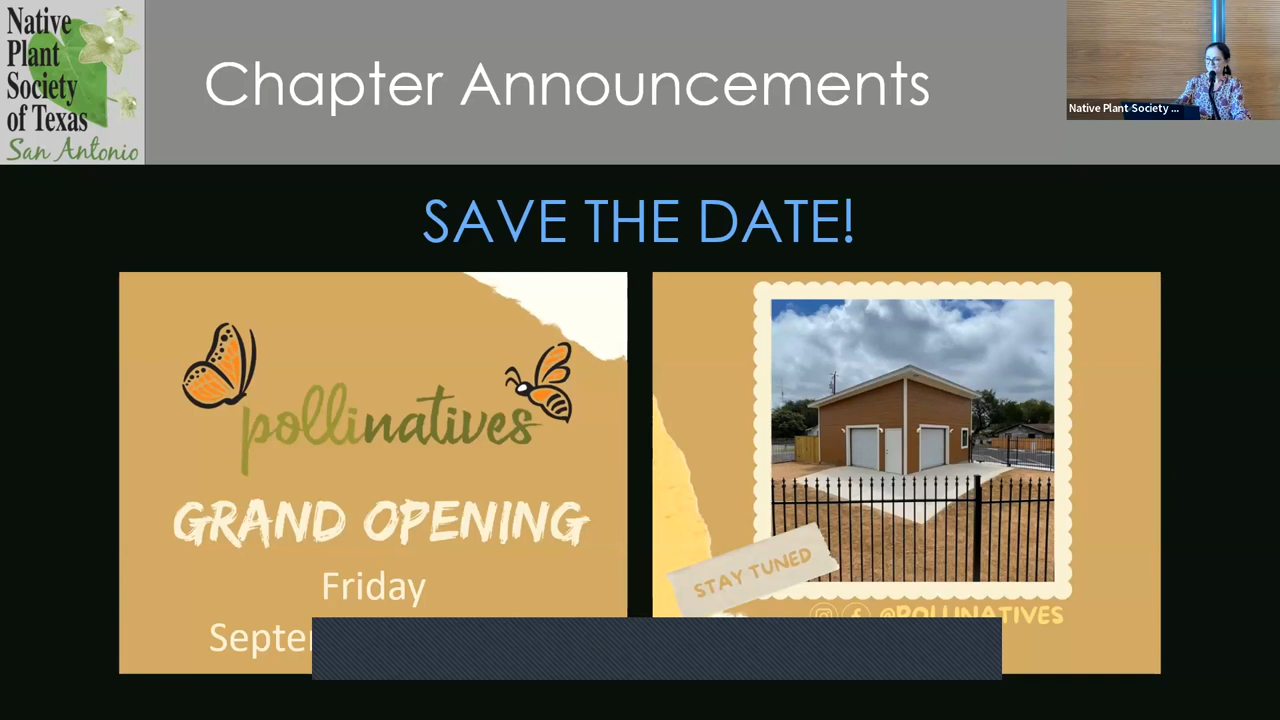 Native
Plant
Society
of Texas
San Antonio
Chapter Announcements
Native Plant Society ...
SAVE THE DATE!
pollinatives
GRAND OPENING
Friday
STAY TUNED
@POLLINATIVES